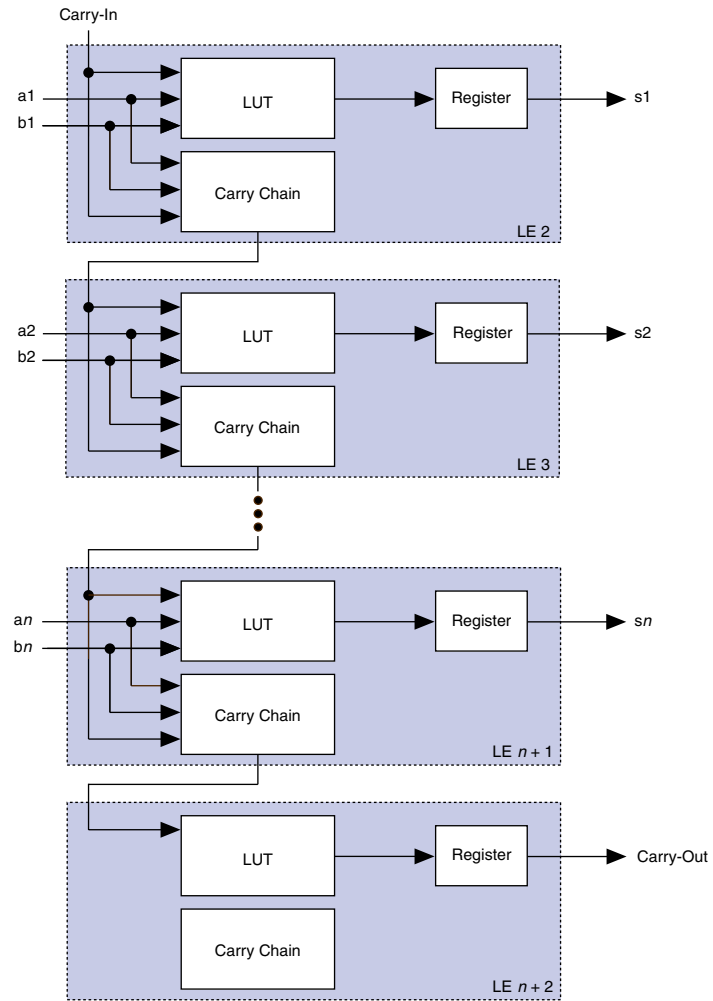 Carry-In
a1
b1
LUT
Register
s1
Carry Chain
LE 2
a2
b2
LUT
Register
s2
Carry Chain
LE 3
an
bn
LUT
Register
sn
Carry Chain
LE n + 1
LUT
Register
Carry-Out
Carry Chain
LE n + 2